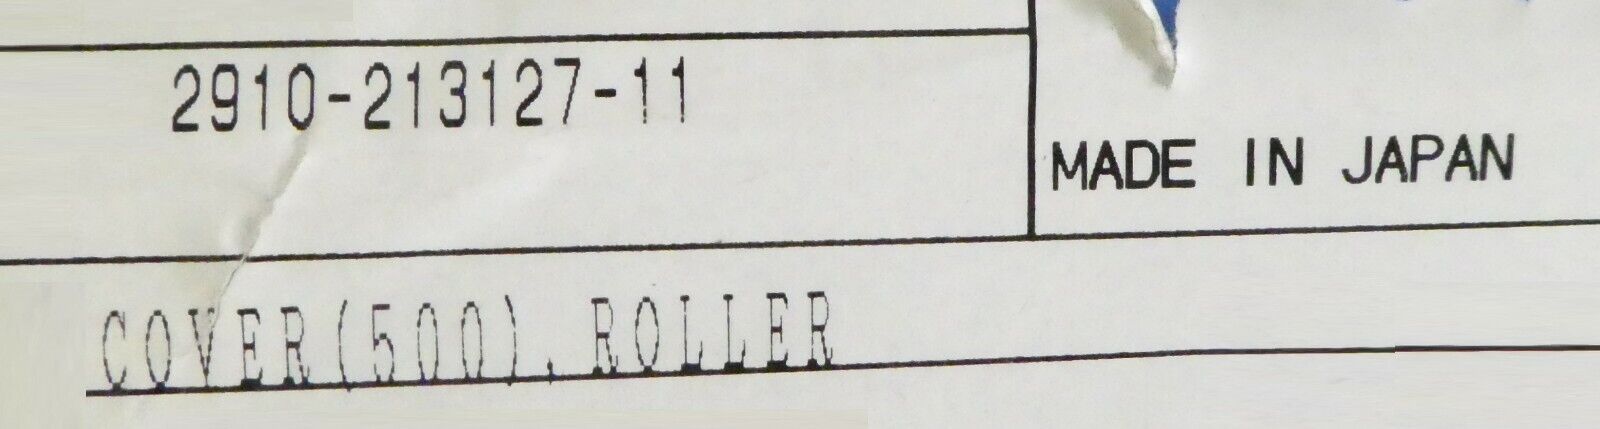 2910-213127-11
MADE IN JAPAN
COVER(500), ROLLER